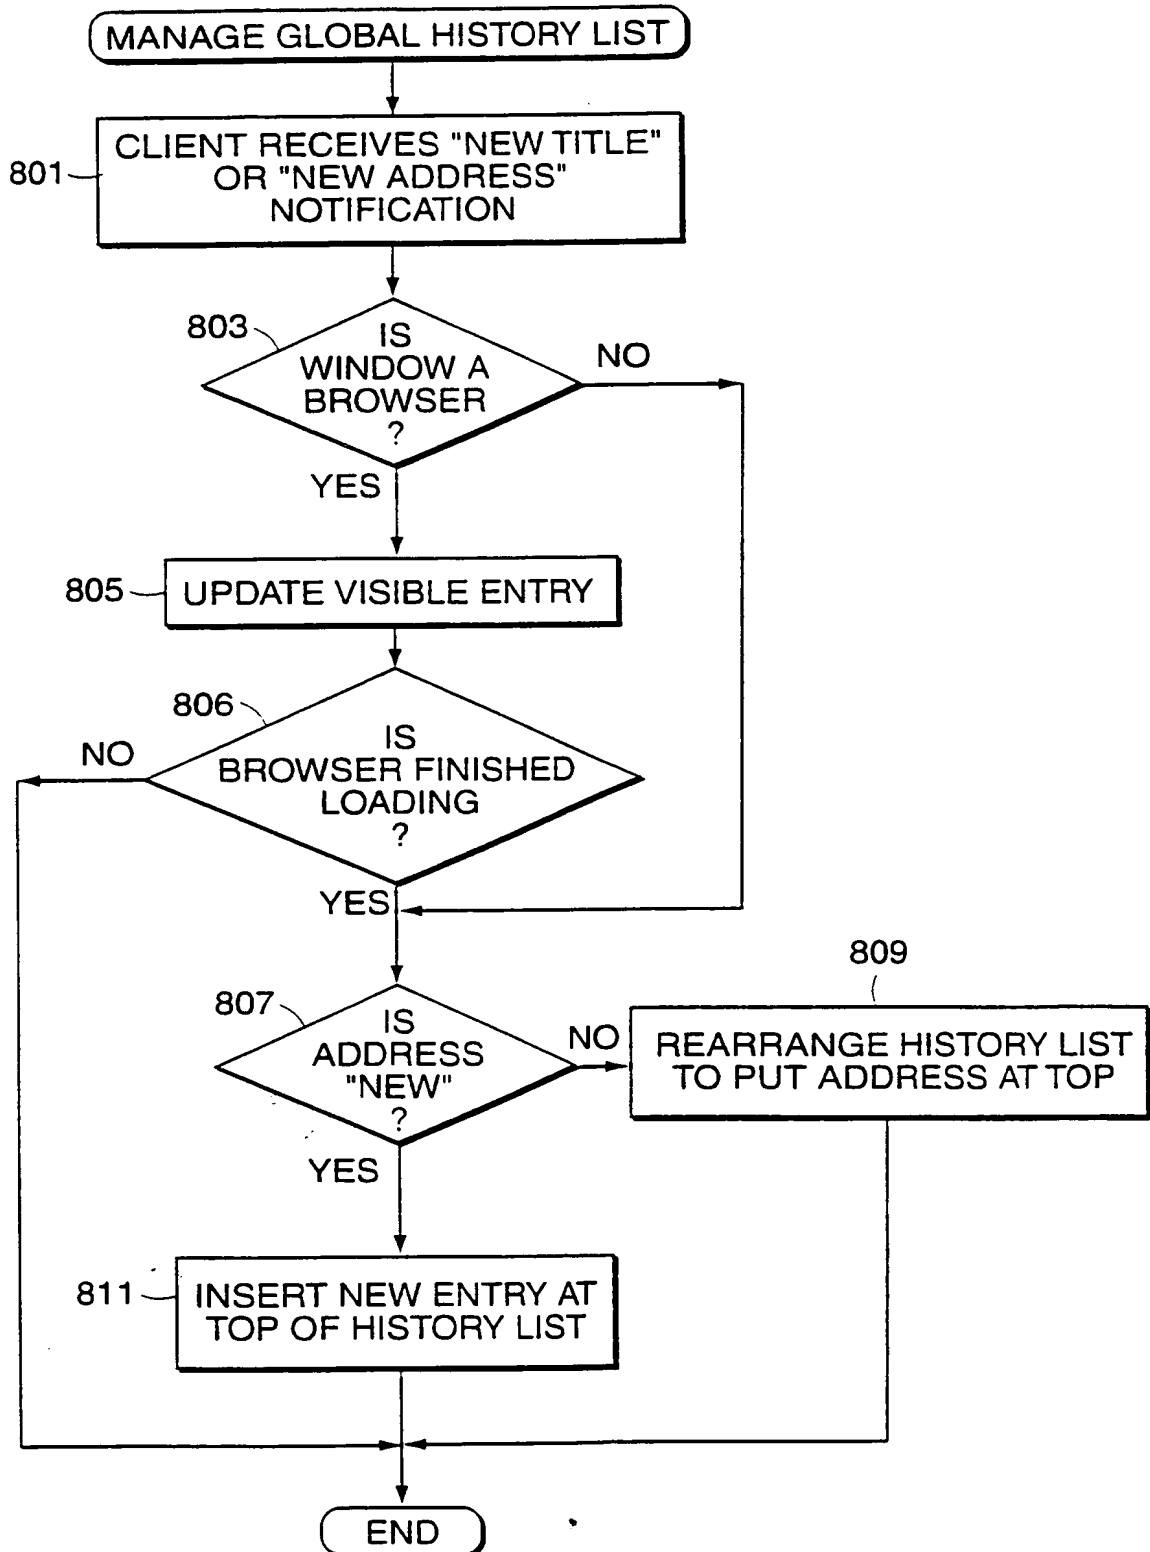 MANAGE GLOBAL HISTORY LIST
801
CLIENT RECEIVES "NEW TITLE"
OR "NEW ADDRESS"
NOTIFICATION
803
IS
WINDOW A
BROWSER
?
NO
YES
805
UPDATE VISIBLE ENTRY
806
IS
BROWSER FINISHED
LOADING
?
NO
YES
807
IS
ADDRESS
"NEW"
?
NO
YES
809
REARRANGE HISTORY LIST
TO PUT ADDRESS AT TOP
811
INSERT NEW ENTRY AT
TOP OF HISTORY LIST
END